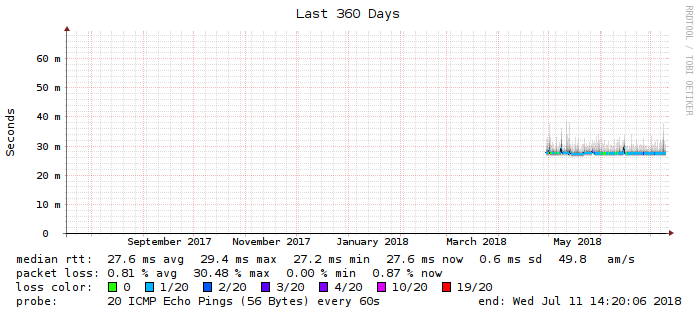 Last 360 Days
RRDTOOL / TOBI OETIKER
Seconds
60 m
50 m
40 m
30 m
20 m
10 m
0
September 2017 November 2017 January 2018 March 2018 May 2018
median rtt: 27.6 ms avg 29.4 ms max 27.2 ms min 27.6 ms now 0.6 ms sd 49.8 am/s
packet loss: 0.81 % avg 30.48 % max 0.00 % min 0.87 % now
loss color: 0 1/20 2/20 3/20 4/20 10/20 19/20
probe: 20 ICMP Echo Pings (56 Bytes) every 60s end: Wed Jul 11 14:20:06 2018